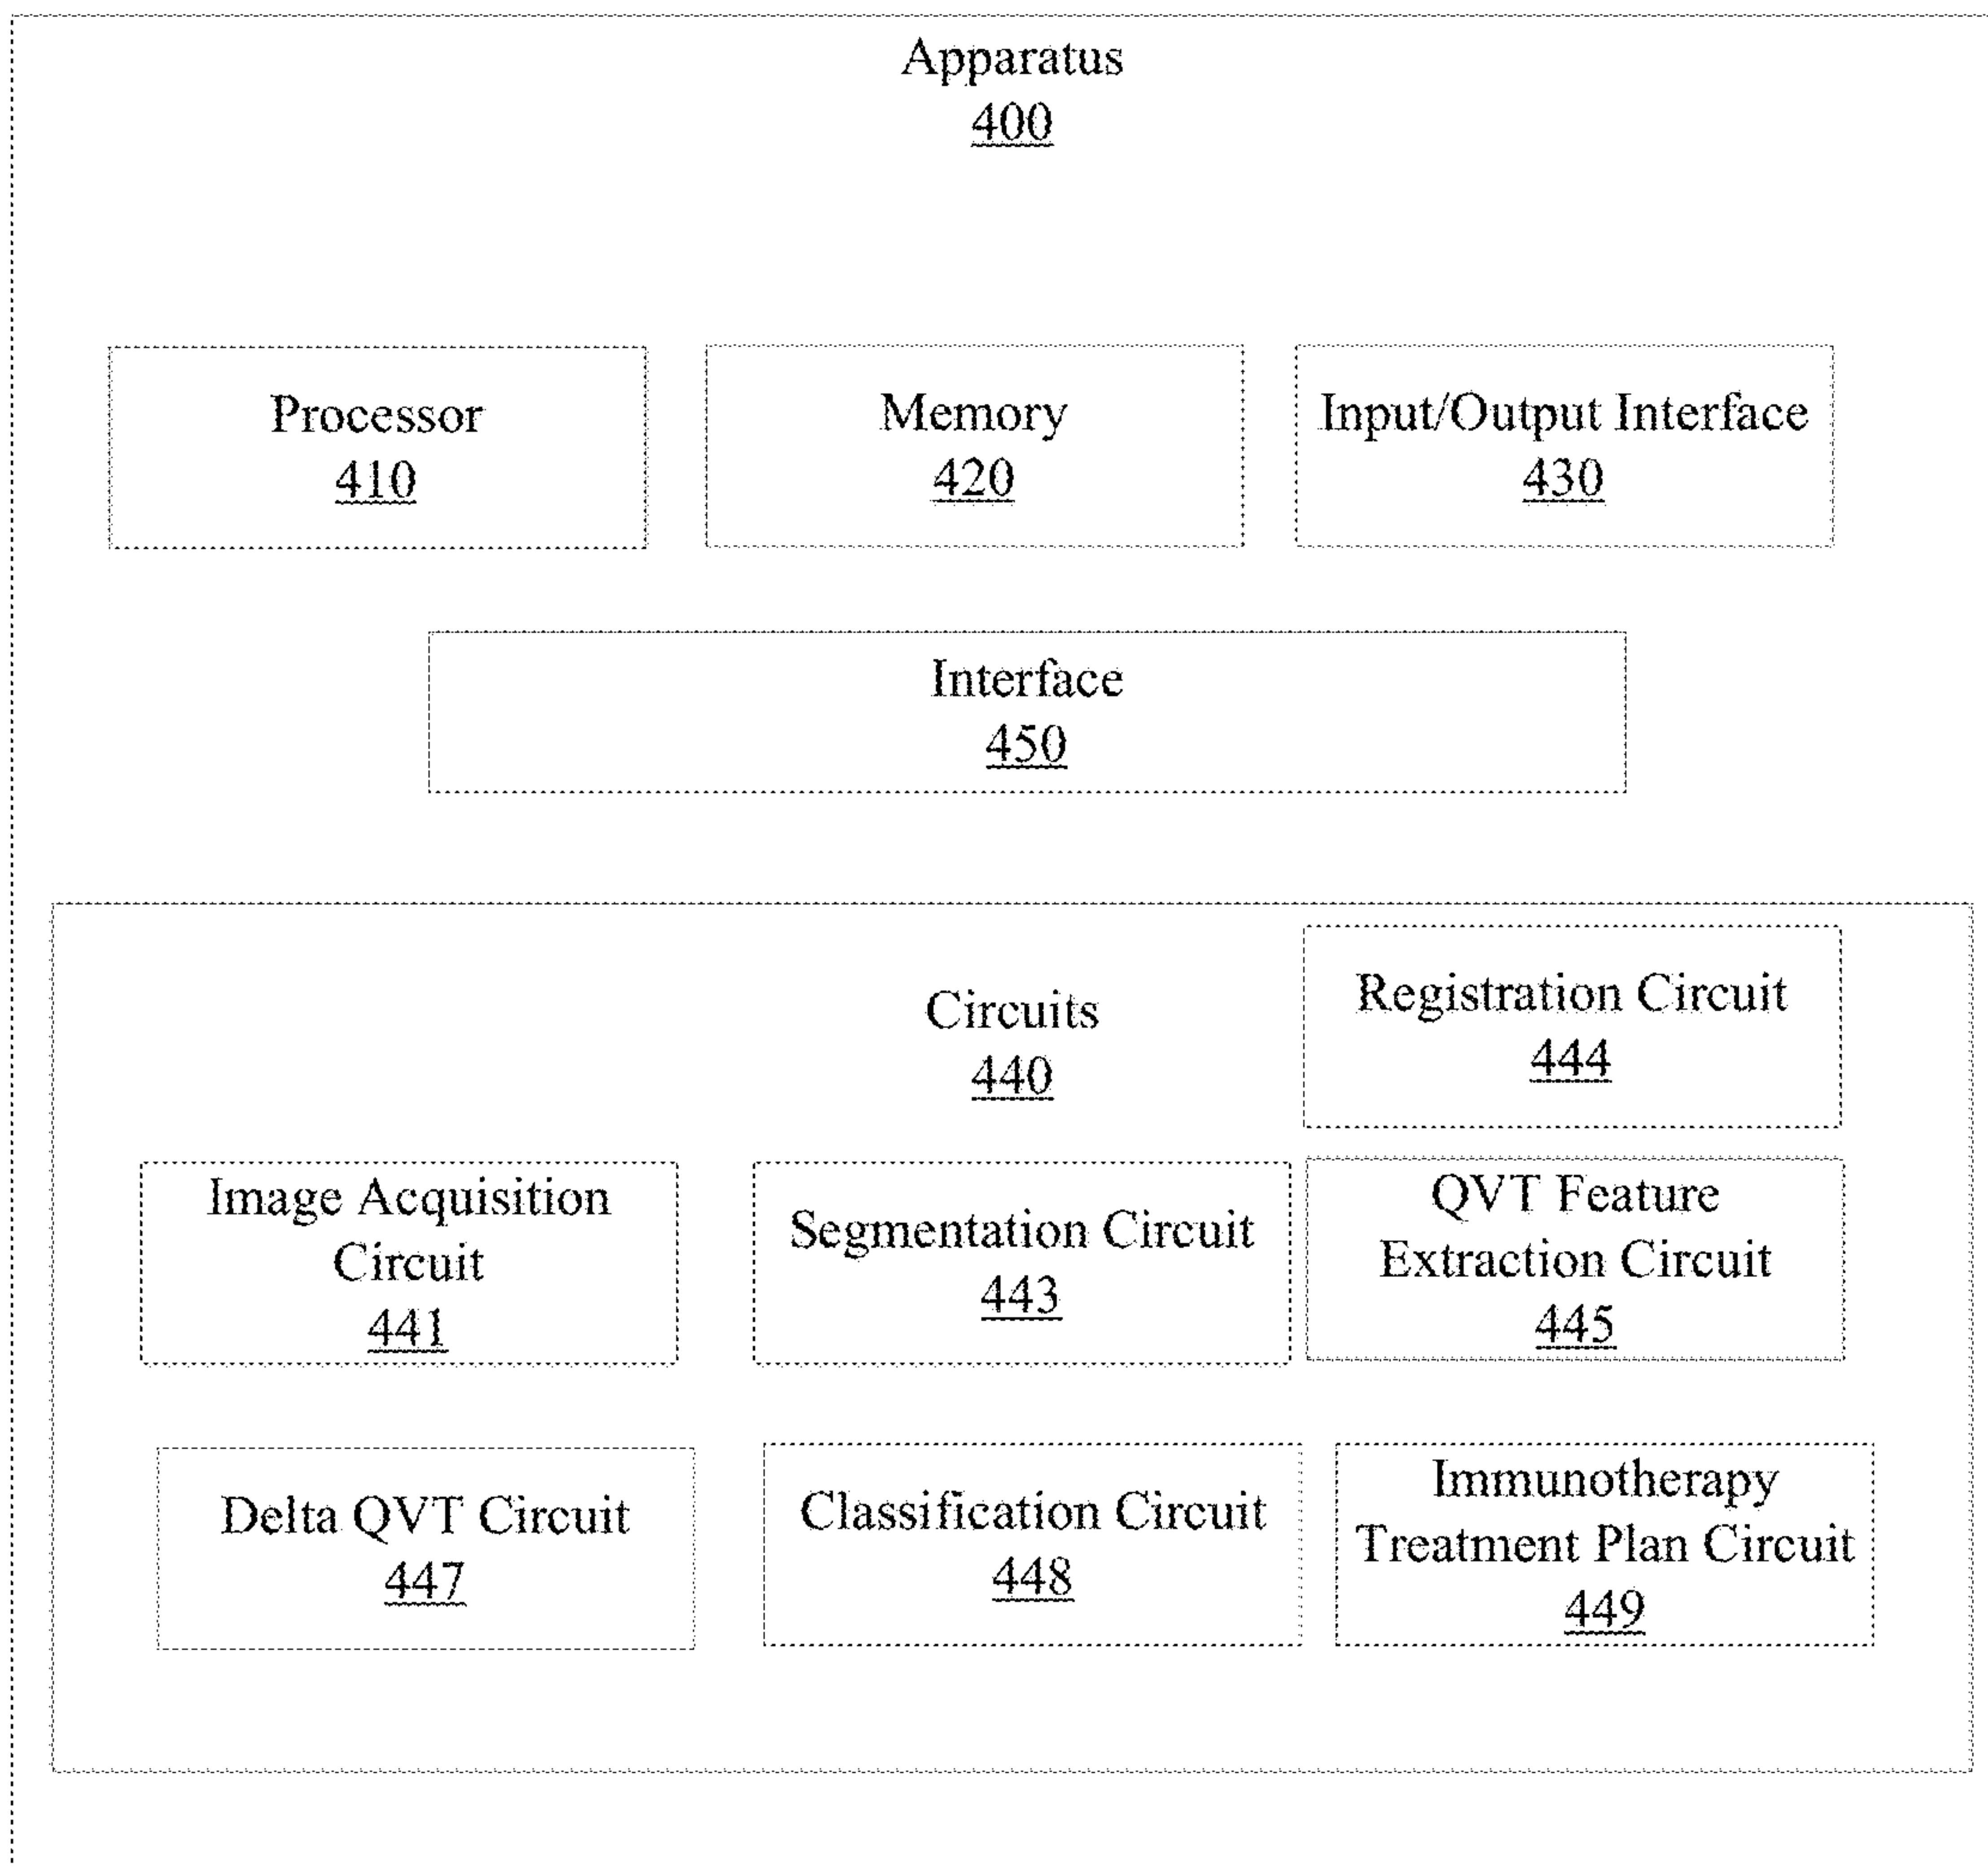 Apparatus
400
Processor
410
Memory
420
Input/Output Interface
430
Interface
450
Circuits
440
Registration Circuit
444
Image Acquisition
Circuit
441
Segmentation Circuit
443
QVT Feature
Extraction Circuit
445
Delta QVT Circuit
447
Classification Circuit
448
Immunotherapy
Treatment Plan Circuit
449